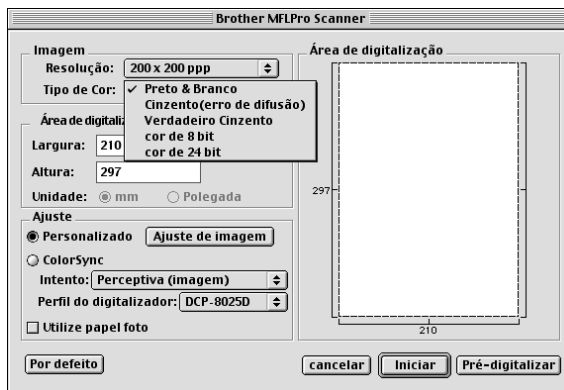 Brother MFLPro Scanner
Imagem
Resolução: 200 x 200 ppp
Tipo de Cor: ✓ Preto & Branco
Cinzento(erro de difusão)
Verdadeiro Cinzento
cor de 8 bit
cor de 24 bit
Área de
Largura: 210
Altura: 297
Unidade: mm Polegada
Ajuste
Personalizado Ajuste de imagem
ColorSync
Intento: Perceptiva (imagem)
Perfil do digitalizador: DCP-8025D
Utilize papel foto
Área de digitalização
297
210
Por defeito cancelar Iniciar Pré-digitalizar